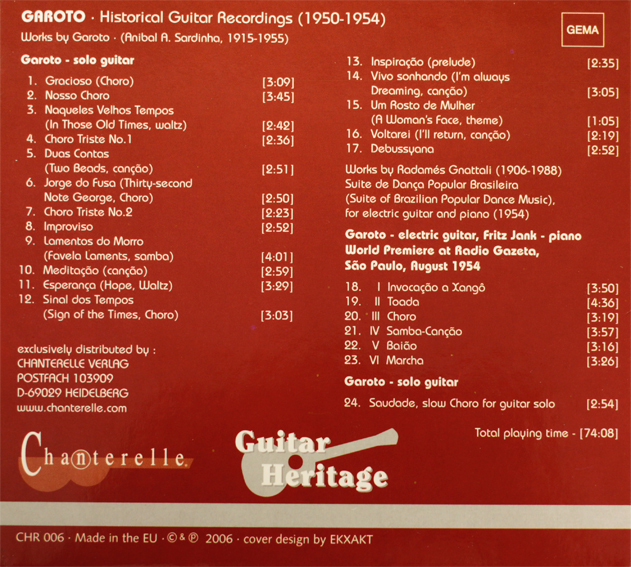 GAROTO · Historical Guitar Recordings (1950-1954)
Works by Garoto · (Anibal A. Sardinha, 1915-1955)
GEMA
Garoto - solo guitar
1. Gracioso (Choro) [3:09]
2. Nosso Choro [3:45]
3. Naqueles Velhos Tempos
(In Those Old Times, waltz) [2:42]
4. Choro Triste No.1 [2:36]
5. Duas Contas
(Two Beads, canção) [2:51]
6. Jorge do Fusa (Thirty-second
Note George, Choro) [2:50]
7. Choro Triste No.2 [2:23]
8. Improviso [2:52]
9. Lamentos do Morro
(Favela Laments, samba) [4:01]
10. Meditação (canção) [2:59]
11. Esperança (Hope, Waltz) [3:29]
12. Sinal dos Tempos
(Sign of the Times, Choro) [3:03]
13. Inspiração (prelude) [2:35]
14. Vivo sonhando (I'm always
Dreaming, canção) [3:05]
15. Um Rosto de Mulher
(A Woman's Face, theme) [1:05]
16. Voltarei (I'll return, canção) [2:19]
17. Debussyana [2:52]
Works by Radamés Gnattali (1906-1988)
Suite de Dança Popular Brasileira
(Suite of Brazilian Popular Dance Music),
for electric guitar and piano (1954)
Garoto - electric guitar, Fritz Jank - piano
World Premiere at Radio Gazeta,
São Paulo, August 1954
18. I Invocação a Xangô [3:50]
19. II Toada [4:36]
20. III Choro [3:19]
21. IV Samba-Canção [3:57]
22. V Baião [3:16]
23. VI Marcha [3:26]
Garoto - solo guitar
24. Saudade, slow Choro for guitar solo [2:54]
Total playing time - [74:08]
exclusively distributed by :
CHANTERELLE VERLAG
POSTFACH 103909
D-69029 HEIDELBERG
www.chanterelle.com
Chanterelle.
Guitar
Heritage
CHR 006 · Made in the EU · © & ℗ 2006 · cover design by EKXAKT